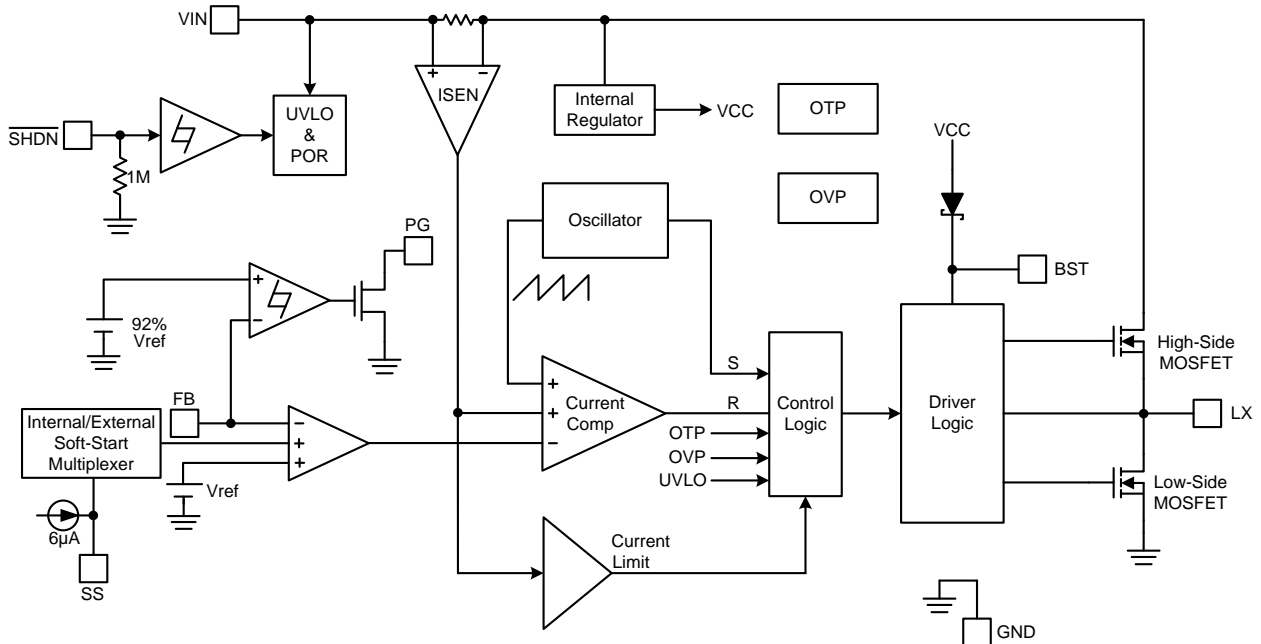 VIN
+ −
ISEN
SHDN
UVLO
&
POR
1M
Internal
Regulator
VCC
OTP
OVP
VCC
Oscillator
PG
BST
+
−
92%
Vref
High-Side
MOSFET
FB
Internal/External
Soft-Start
Multiplexer
−
+
+
Vref
6µA
SS
+
+
−
Current
Comp
S
R
OTP
OVP
UVLO
Control
Logic
Driver
Logic
LX
Low-Side
MOSFET
Current
Limit
GND